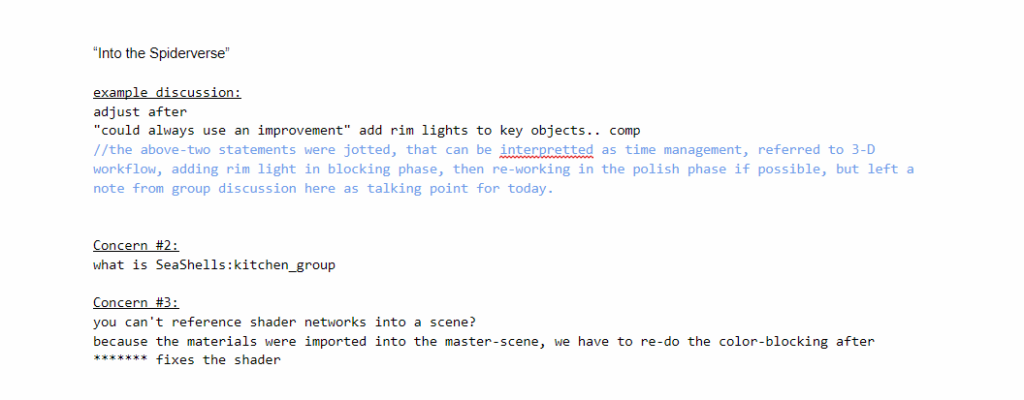 “Into the Spiderverse”
example discussion:
adjust after
"could always use an improvement" add rim lights to key objects.. comp
//the above-two statements were jotted, that can be interpretted as time management, referred to 3-D
workflow, adding rim light in blocking phase, then re-working in the polish phase if possible, but left a
note from group discussion here as talking point for today.
Concern #2:
what is SeaShells:kitchen_group
Concern #3:
you can't reference shader networks into a scene?
because the materials were imported into the master-scene, we have to re-do the color-blocking after
******* fixes the shader